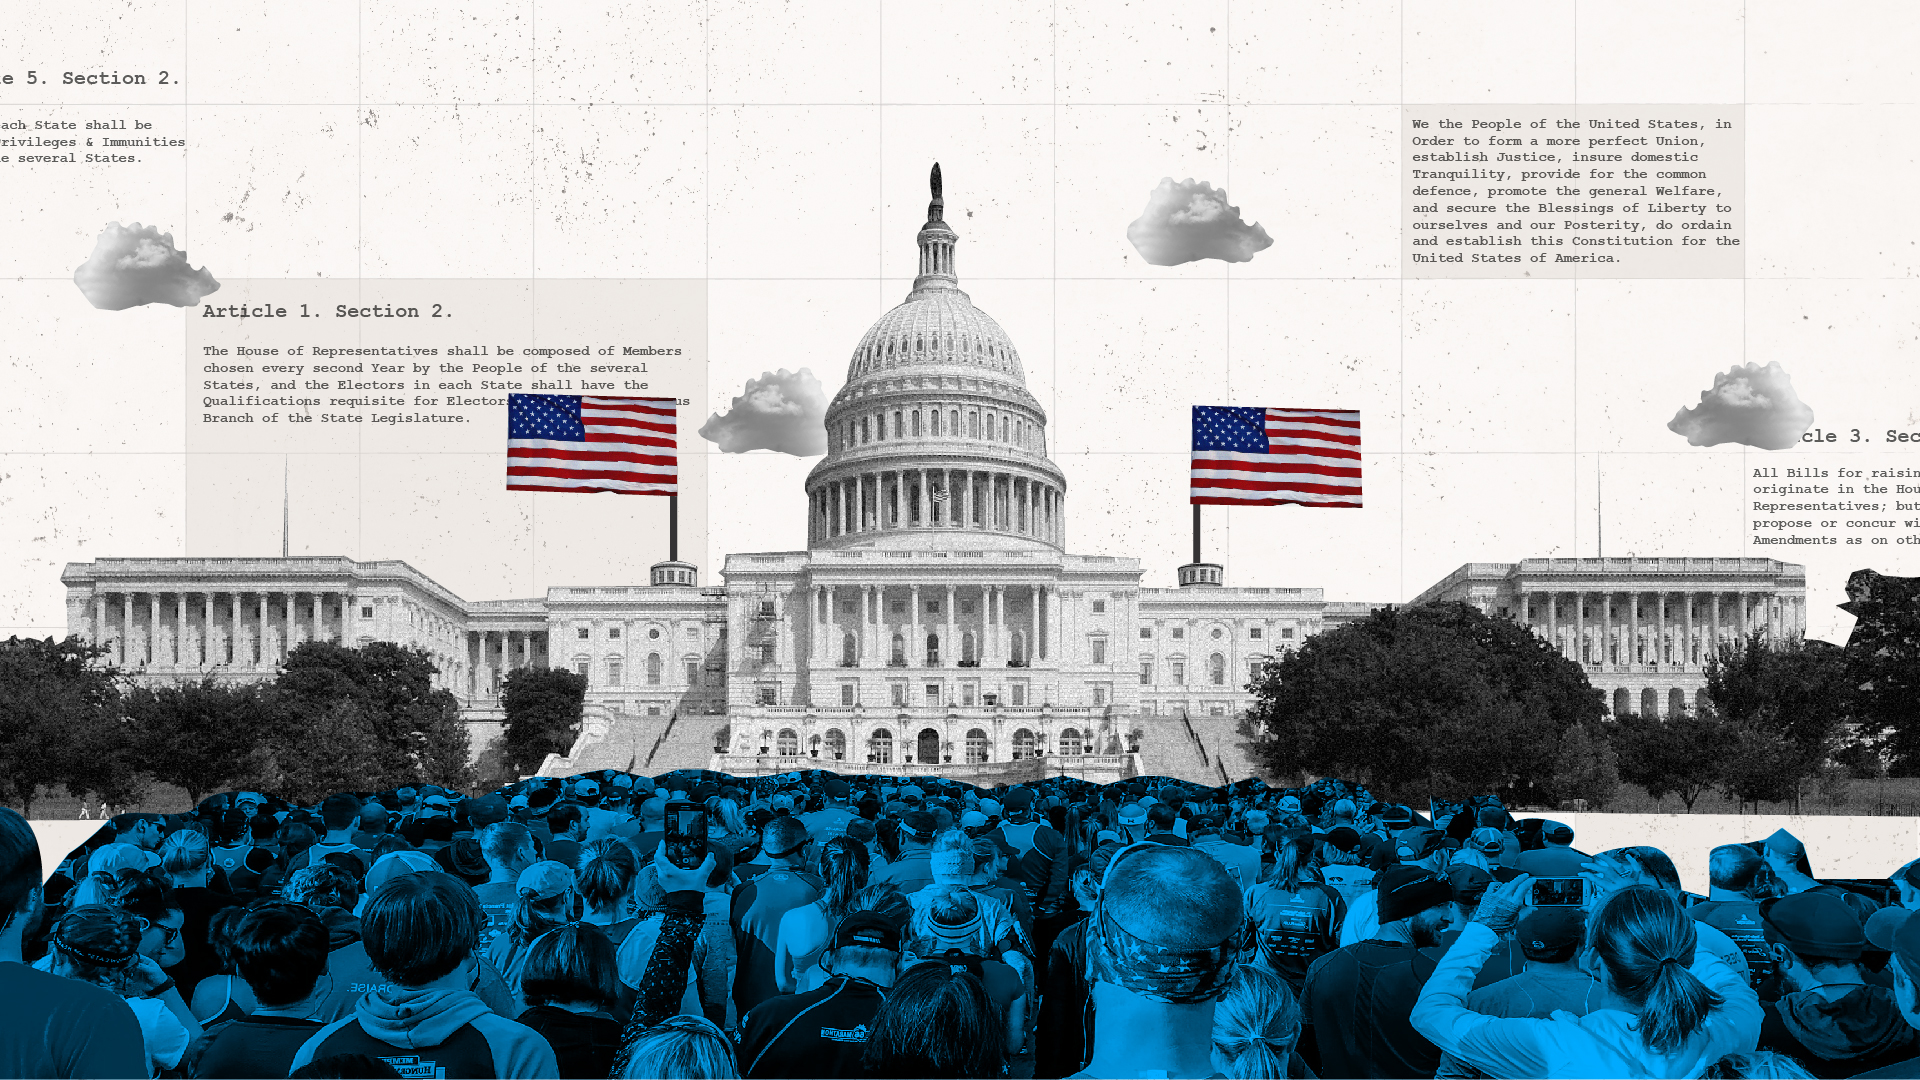 5. Section 2.
ach State shall be
rivileges & Immunities
several States.
We the People of the United States, in
Order to form a more perfect Union,
establish Justice, insure domestic
Tranquility, provide for the common
defence, promote the general Welfare,
and secure the Blessings of Liberty to
ourselves and our Posterity, do ordain
and establish this Constitution for the
United States of America.
Article 1. Section 2.
The House of Representatives shall be composed of Members
chosen every second Year by the People of the several
States, and the Electors in each State shall have the
Qualifications requisite for Elector us
Branch of the State Legislature.
cle 3. Sec
All Bills for raisin
originate in the Hou
Representatives; but
propose or concur wi
Amendments as on oth